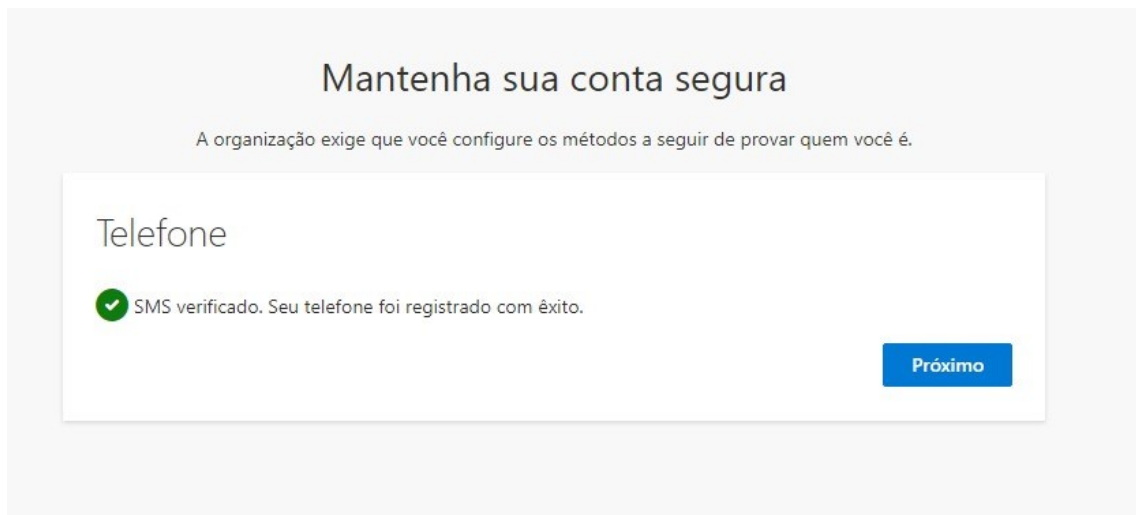 Mantenha sua conta segura
A organização exige que você configure os métodos a seguir de provar quem você é.
Telefone
SMS verificado. Seu telefone foi registrado com êxito.
Próximo